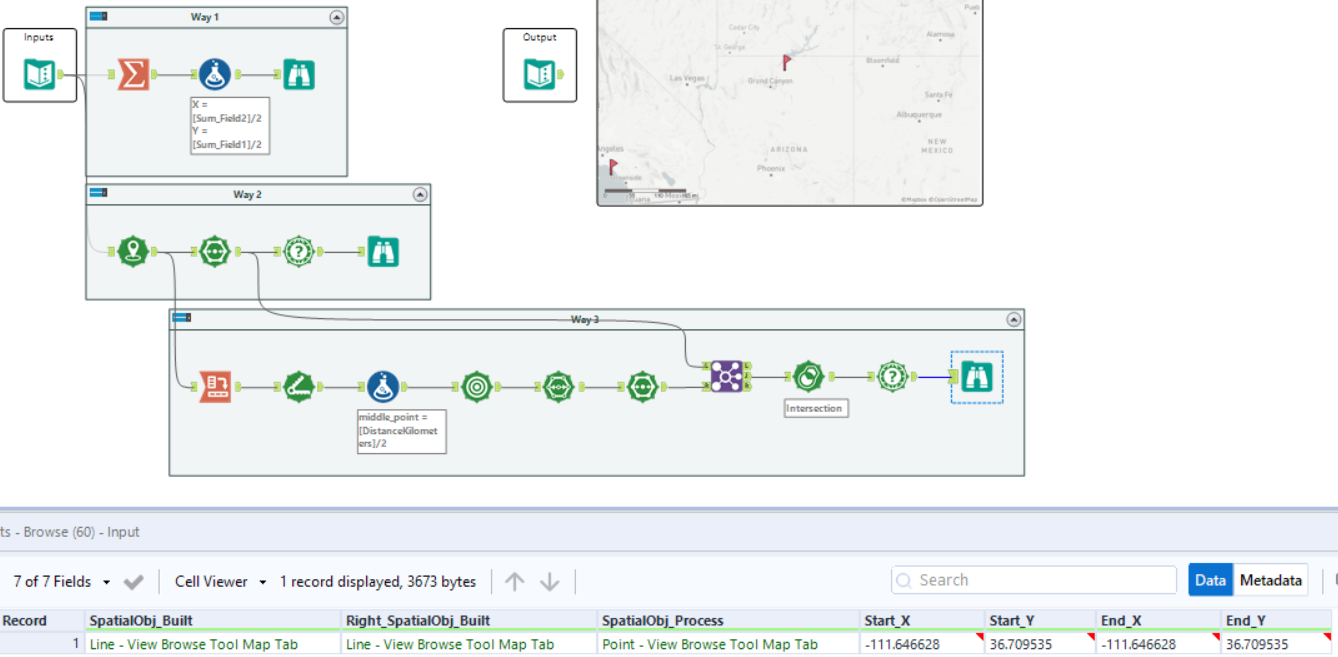 Way 1
Inputs
X =
[Sum_Field2]/2
Y =
[Sum_Field1]/2
Output
Cedar City
St. George
Las Vegas
Grand Canyon
Bloomfield
Alamosa
Pueb
Santa Fe
Albuquerque
NEW
MEXICO
ARIZONA
Phoenix
Angeles
Oceanside
©Mapbox ©OpenStreetMap
Way 2
Way 3
middle_point =
[DistanceKilomet
ers]/2
Intersection
ts - Browse (60) - Input
7 of 7 Fields Cell Viewer 1 record displayed, 3673 bytes Search Data Metadata
Record SpatialObj_Built Right_SpatialObj_Built SpatialObj_Process Start_X Start_Y End_X End_Y
1 Line - View Browse Tool Map Tab Line - View Browse Tool Map Tab Point - View Browse Tool Map Tab -111.646628 36.709535 -111.646628 36.709535